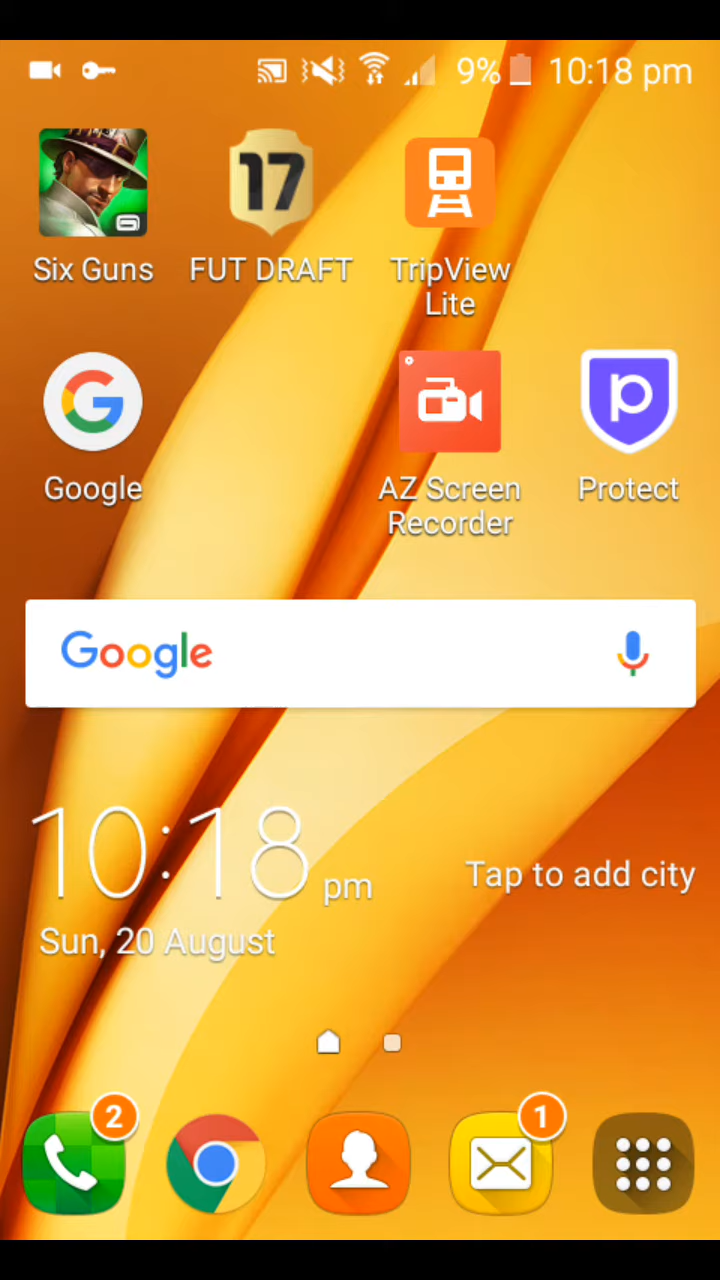 9% 10:18 pm
17
Six Guns FUT DRAFT TripView
Lite
G
p
Google AZ Screen Protect
Recorder
Google
10:18 pm
Tap to add city
Sun, 20 August
2 1